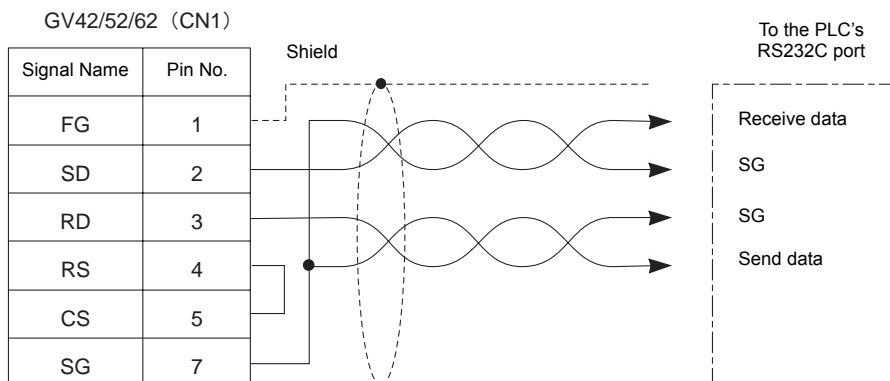 GV42/52/62（CN1）
To the PLC's
RS232C port
Shield
Signal Name Pin No.
FG 1
Receive data
SD 2
SG
RD 3
SG
RS 4
Send data
CS 5
SG 7